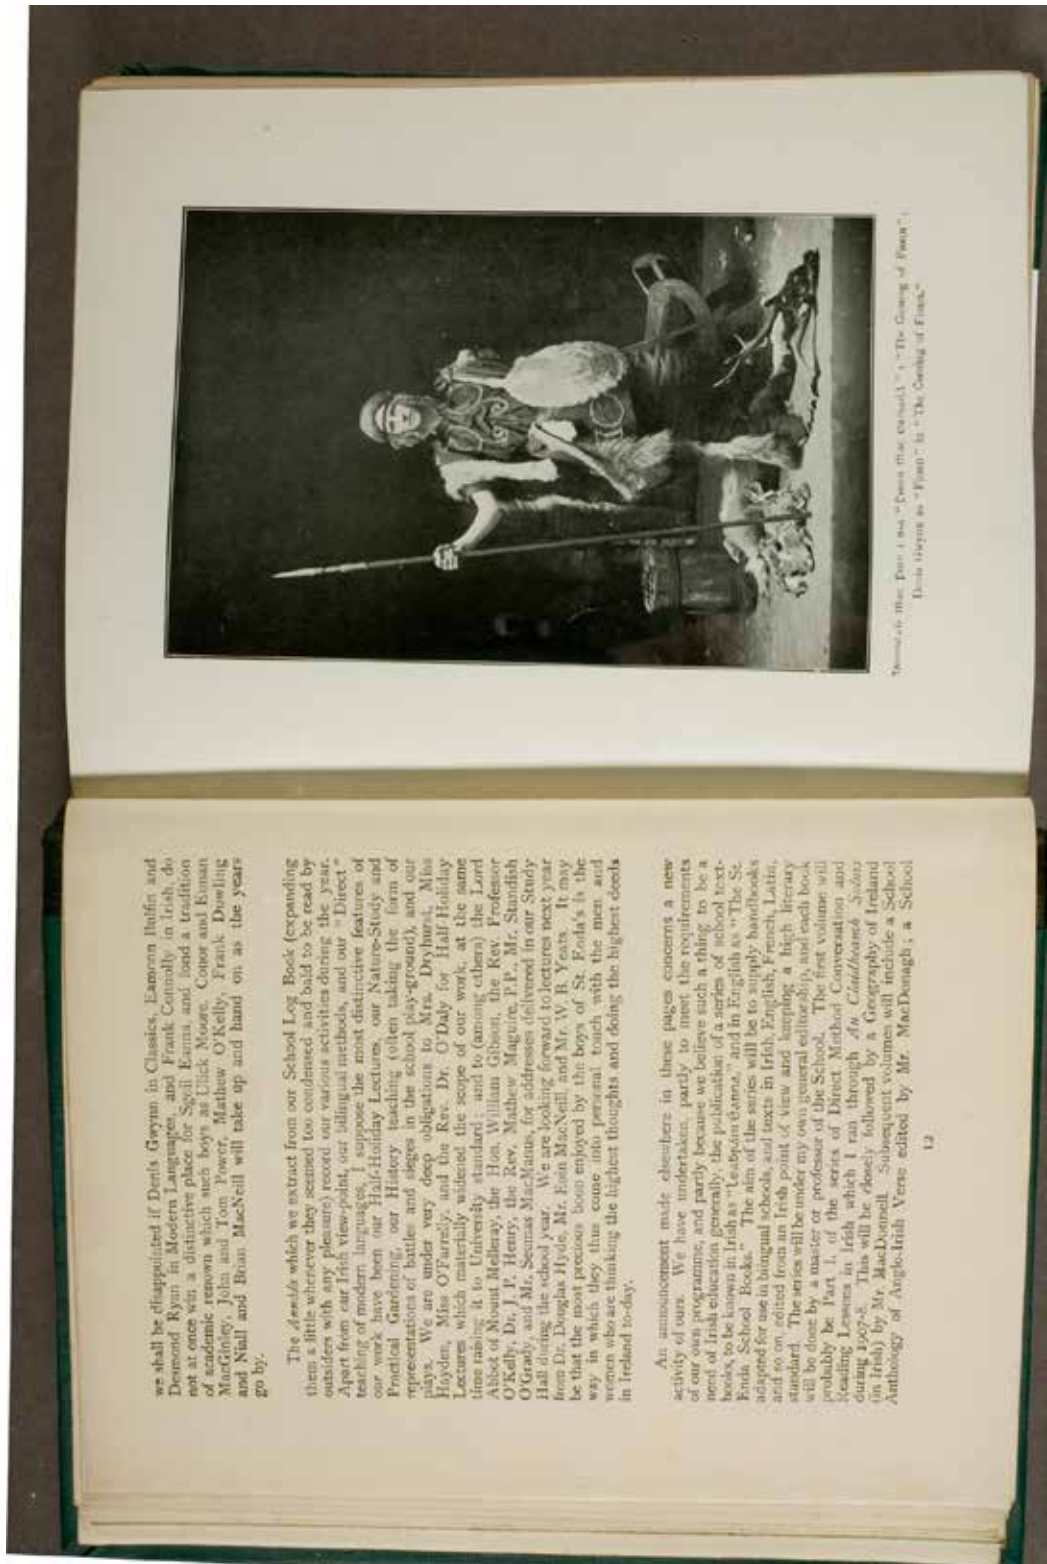 we shall be disappointed if Denis Gwynn in Classics, Eamonn Bulfin and
Desmond Ryan in Modern Languages, and Frank Connolly in Irish, do
not at once win a distinctive place for Sgoil Eanna, and found a tradition
of academic renown which such boys as Ulick Moore, Conor and Eunan
MacGinley, John and Tom Power, Mathew O'Kelly, Frank Dowling
and Niall and Brian MacNeill will take up and hand on as the years
go by.
The Annals which we extract from our School Log Book (expanding
them a little whenever they seemed too condensed and bald to be read by
outsiders with any pleasure) record our various activities during the year.
Apart from our Irish view-point, our bilingual methods, and our "Direct"
teaching of modern languages, I suppose the most distinctive features of
our work have been our Half-Holiday Lectures, our Nature-Study and
Practical Gardening, our History teaching (often taking the form of
representations of battles and sieges in the school play-ground), and our
plays. We are under very deep obligations to Mrs. Dryhurst, Miss
Hayden, Miss O'Farrelly, and the Rev. Dr. O'Daly for Half Holiday
Lectures which materially widened the scope of our work, at the same
time raising it to University standard; and to (among others) the Lord
Abbot of Mount Melleray, the Hon. William Gibson, the Rev. Professor
O'Kelly, Dr. J. P. Henry, the Rev. Mathew Maguire, P.P., Mr. Standish
O'Grady, and Mr. Seumas MacManus, for addresses delivered in our Study
Hall during the school year. We are looking forward to lectures next year
from Dr. Douglas Hyde, Mr. Eoin MacNeill, and Mr. W. B. Yeats. It may
be that the most precious boon enjoyed by the boys of St. Enda's is the
way in which they thus come into personal touch with the men and
women who are thinking the highest thoughts and doing the highest deeds
in Ireland to-day.
An announcement made elsewhere in these pages concerns a new
activity of ours. We have undertaken, partly to meet the requirements
of our own programme, and partly because we believe such a thing to be a
need of Irish education generally, the publication of a series of school text-
books, to be known in Irish as "Leabhair Éanna," and in English as "The St.
Enda School Books." The aim of the series will be to supply handbooks
adapted for use in bilingual schools, and texts in Irish, English, French, Latin,
and so on, edited from an Irish point of view and keeping a high literary
standard. The series will be under my own general editorship, and each book
will be done by a master or professor of the School. The first volume will
probably be Part I. of the series of Direct Method Conversation and
Reading Lessons in Irish which I ran through An Claidheamh Soluis
during 1907-8. This will be closely followed by a Geography of Ireland
(in Irish) by Mr. MacDonnell. Subsequent volumes will include a School
Anthology of Anglo-Irish Verse edited by Mr. MacDonagh; a School
12
Denis Gwynn as "Fionn" in "The Coming of Fionn."